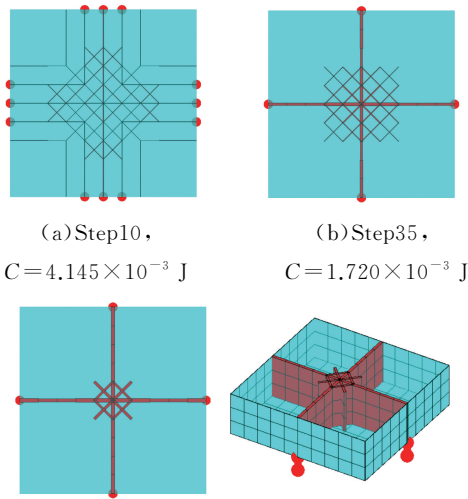 (a)Step10,
(b)Step35,
C=4.145×10⁻³ J
C=1.720×10⁻³ J